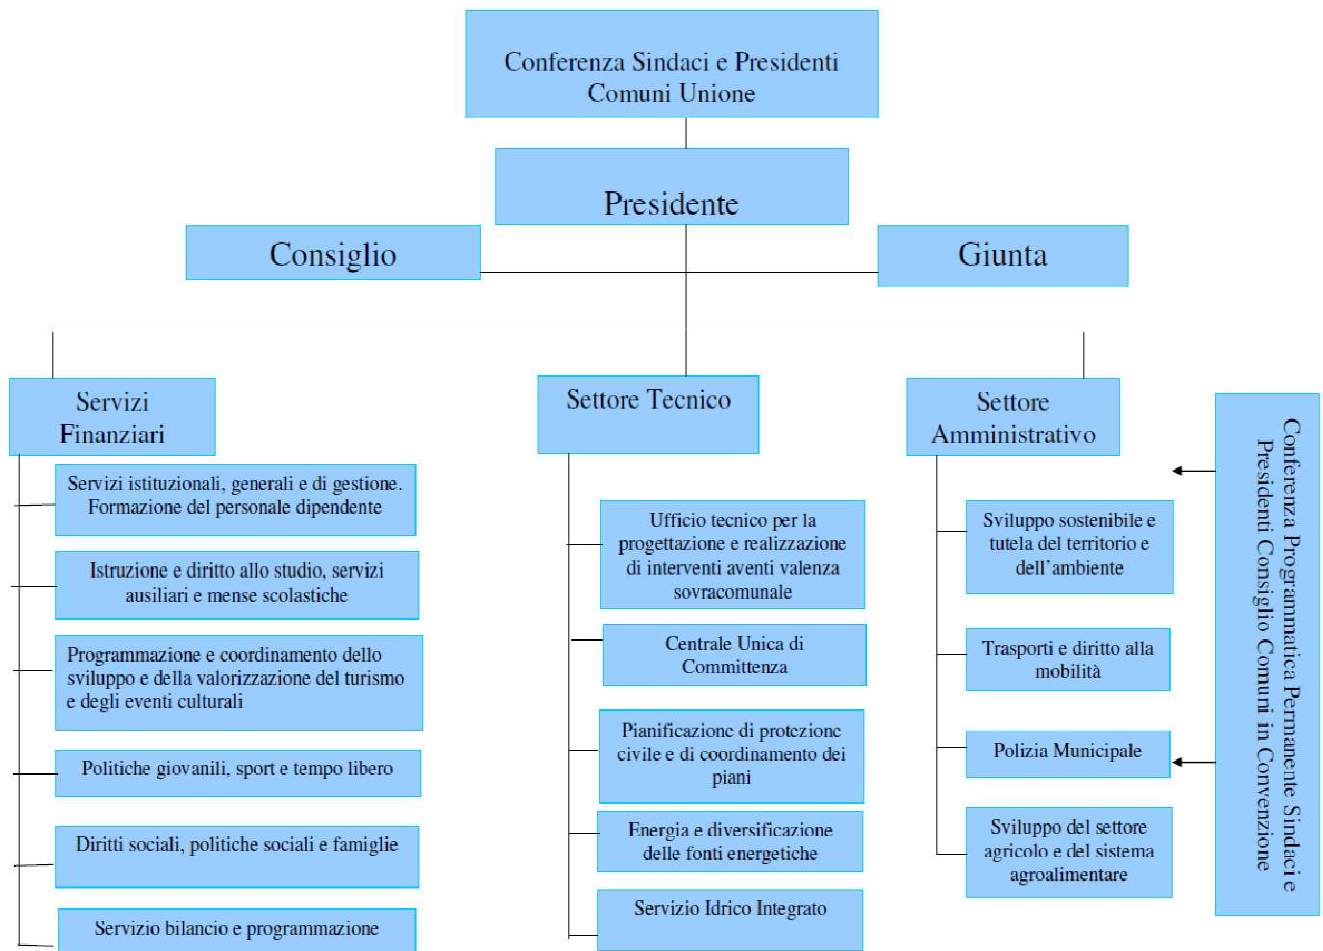 Conferenza Sindaci e Presidenti
Comuni Unione
Presidente
Consiglio
Giunta
Servizi
Finanziari
Servizi istituzionali, generali e di gestione.
Formazione del personale dipendente
Istruzione e diritto allo studio, servizi
ausiliari e mense scolastiche
Programmazione e coordinamento dello
sviluppo e della valorizzazione del turismo
e degli eventi culturali
Politiche giovanili, sport e tempo libero
Diritti sociali, politiche sociali e famiglie
Servizio bilancio e programmazione
Settore Tecnico
Ufficio tecnico per la
progettazione e realizzazione
di interventi aventi valenza
sovracomunale
Centrale Unica di
Committenza
Pianificazione di protezione
civile e di coordinamento dei
piani
Energia e diversificazione
delle fonti energetiche
Servizio Idrico Integrato
Settore
Amministrativo
Sviluppo sostenibile e
tutela del territorio e
dell’ambiente
Trasporti e diritto alla
mobilità
Polizia Municipale
Sviluppo del settore
agricolo e del sistema
agroalimentare
Conferenza Programmatica Permanente Sindaci e
Presidenti Consiglio Comuni in Convenzione